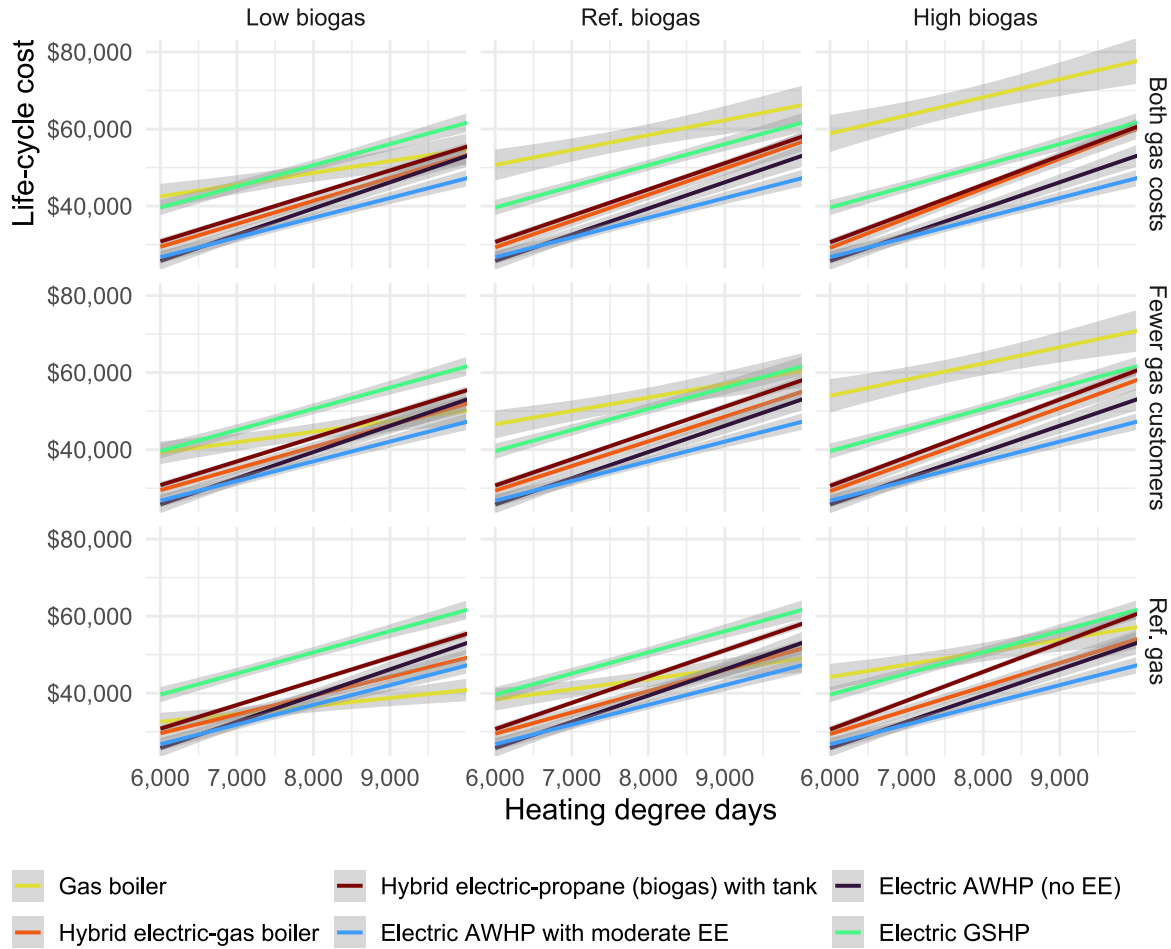 Low biogas
Ref. biogas
High biogas
Life-cycle cost
$80,000
$60,000
$40,000
Both gas costs
$80,000
$60,000
$40,000
Fewer gas customers
$80,000
$60,000
$40,000
Ref. gas
6,000 7,000 8,000 9,000
6,000 7,000 8,000 9,000
6,000 7,000 8,000 9,000
Heating degree days
Gas boiler
Hybrid electric-propane (biogas) with tank
Electric AWHP (no EE)
Hybrid electric-gas boiler
Electric AWHP with moderate EE
Electric GSHP